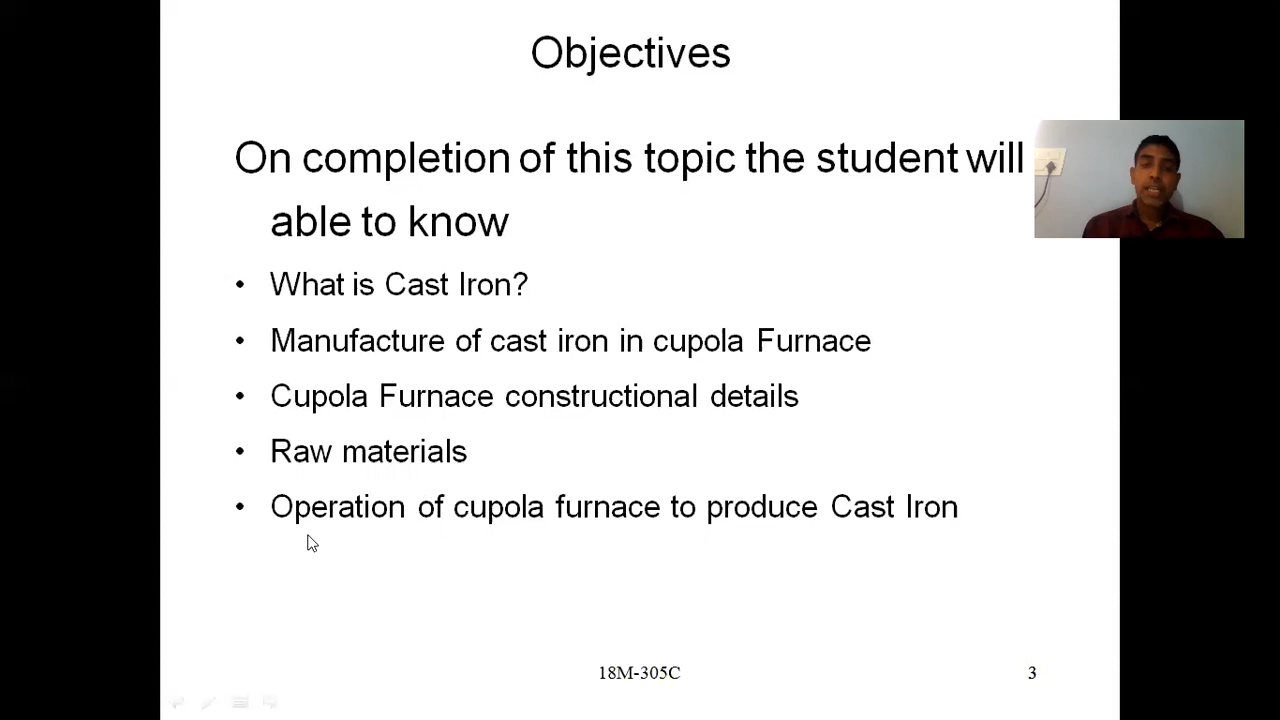 Objectives
On completion of this topic the student will
able to know
• What is Cast Iron?
• Manufacture of cast iron in cupola Furnace
• Cupola Furnace constructional details
• Raw materials
• Operation of cupola furnace to produce Cast Iron
18M-305C
3